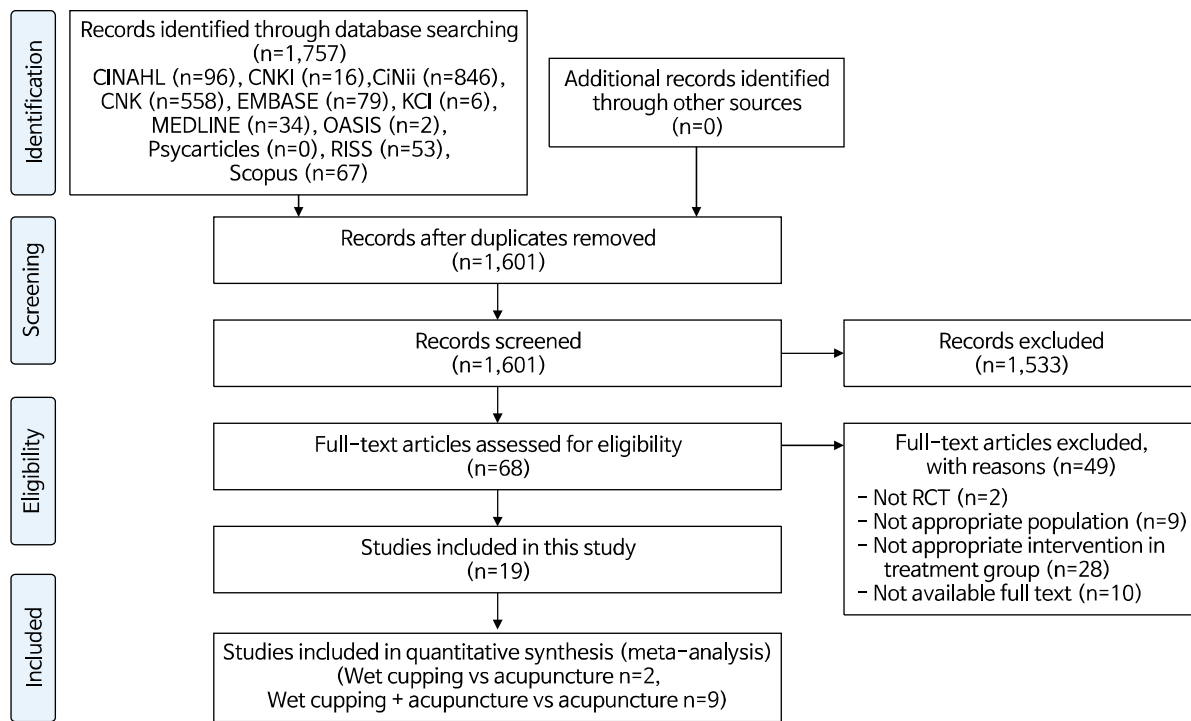 Identification
Records identified through database searching
(n=1,757)
CINAHL (n=96), CNKI (n=16),CiNii (n=846),
CNK (n=558), EMBASE (n=79), KCI (n=6),
MEDLINE (n=34), OASIS (n=2),
Psycarticles (n=0), RISS (n=53),
Scopus (n=67)
Additional records identified
through other sources
(n=0)
Screening
Records after duplicates removed
(n=1,601)
Records screened
(n=1,601)
Records excluded
(n=1,533)
Eligibility
Full-text articles assessed for eligibility
(n=68)
Full-text articles excluded,
with reasons (n=49)
- Not RCT (n=2)
- Not appropriate population (n=9)
- Not appropriate intervention in
treatment group (n=28)
- Not available full text (n=10)
Studies included in this study
(n=19)
Included
Studies included in quantitative synthesis (meta-analysis)
(Wet cupping vs acupuncture n=2,
Wet cupping + acupuncture vs acupuncture n=9)